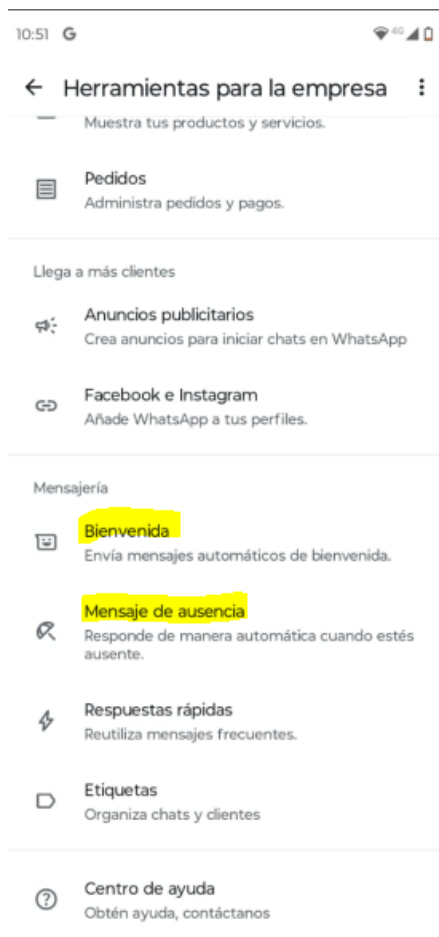 10:51 G 4G
Herramientas para la empresa
Muestra tus productos y servicios.
Pedidos
Administra pedidos y pagos.
Llega a más clientes
Anuncios publicitarios
Crea anuncios para iniciar chats en WhatsApp
Facebook e Instagram
Añade WhatsApp a tus perfiles.
Mensajería
Bienvenida
Envía mensajes automáticos de bienvenida.
Mensaje de ausencia
Responde de manera automática cuando estés
ausente.
Respuestas rápidas
Reutiliza mensajes frecuentes.
Etiquetas
Organiza chats y clientes
Centro de ayuda
Obtén ayuda, contáctanos